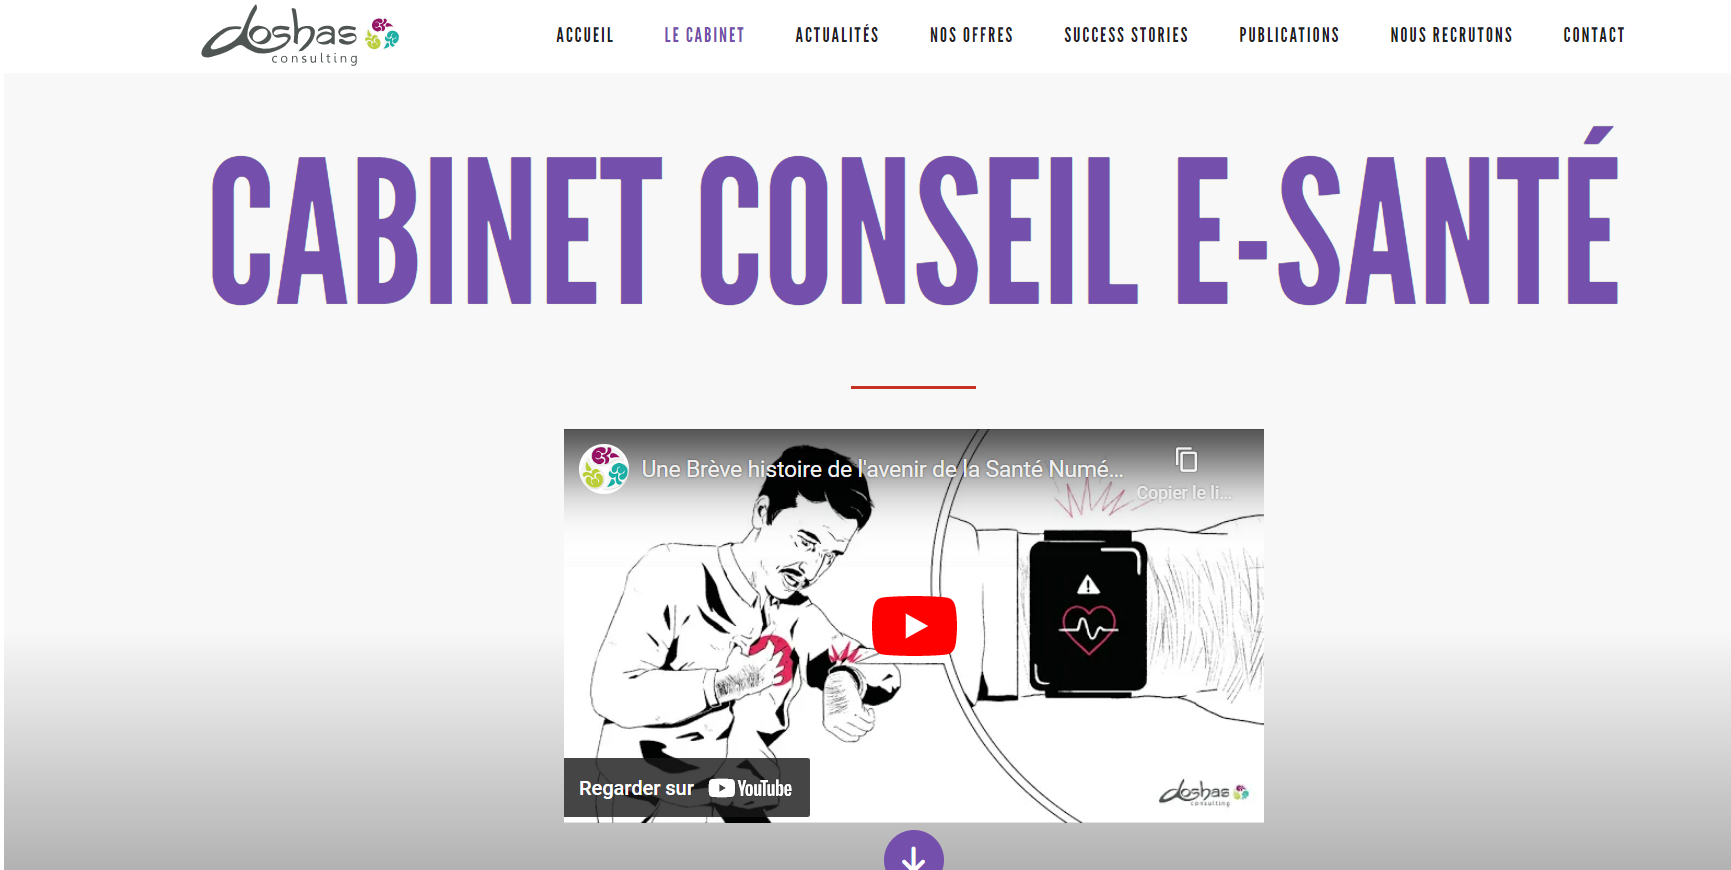 doshas
consulting
ACCUEIL
LE CABINET
ACTUALITÉS
NOS OFFRES
SUCCESS STORIES
PUBLICATIONS
NOUS RECRUTONS
CONTACT
CABINET CONSEIL E-SANTÉ
Une Brève histoire de l'avenir de la Santé Numé...
Copier le li...
Regarder sur YouTube
doshas
consulting